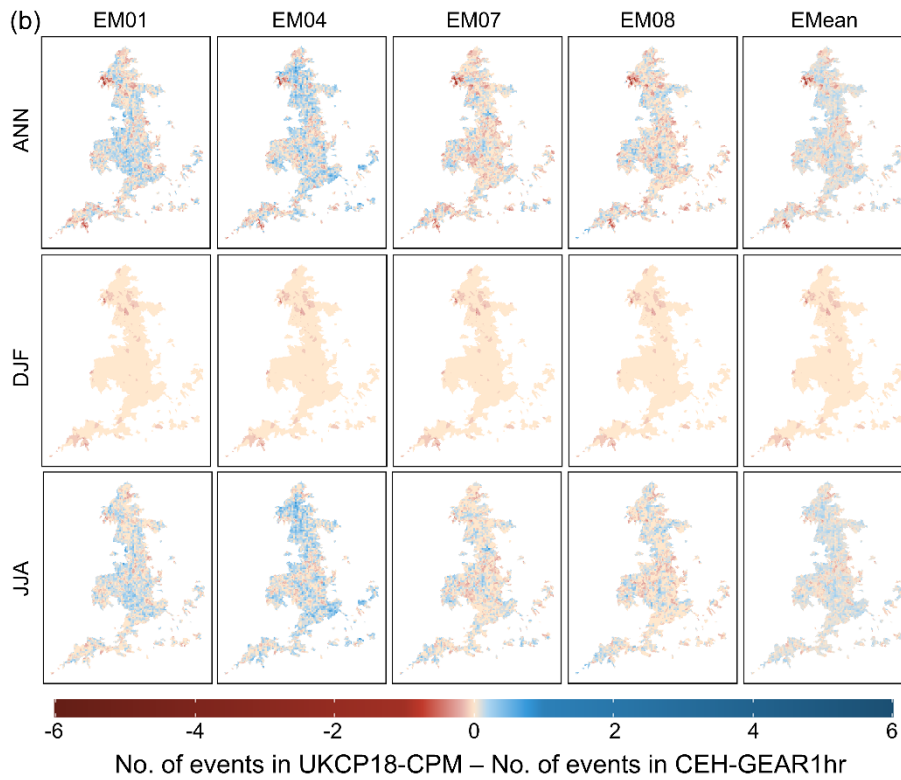 (b) EM01 EM04 EM07 EM08 EMean
ANN
DJF
JJA
-6 -4 -2 0 2 4 6
No. of events in UKCP18-CPM – No. of events in CEH-GEAR1hr